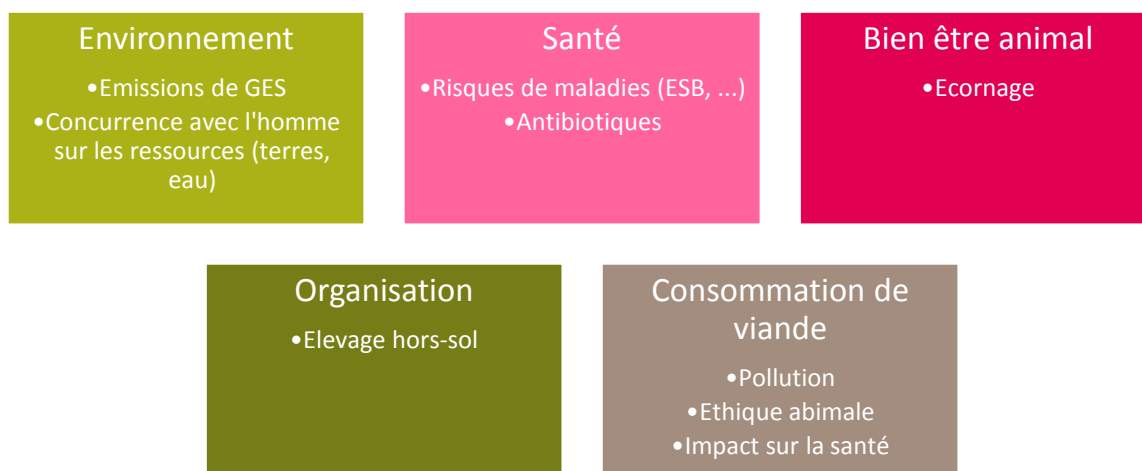 Environnement
•Emissions de GES
•Concurrence avec l'homme
sur les ressources (terres,
eau)
Santé
•Risques de maladies (ESB, ...)
•Antibiotiques
Bien être animal
•Ecornage
Organisation
•Elevage hors-sol
Consommation de
viande
•Pollution
•Ethique abimale
•Impact sur la santé